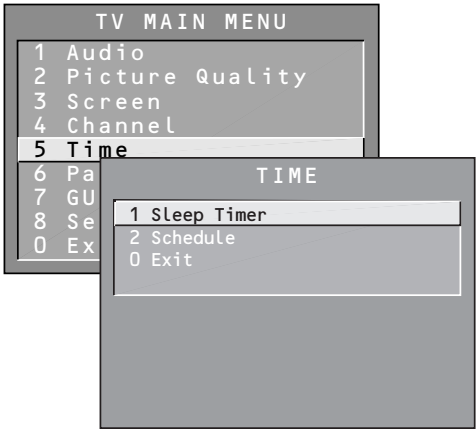 TV MAIN MENU
1 Audio
2 Picture Quality
3 Screen
4 Channel
5 Time
6 Pa
7 GU
8 Se
0 Ex
TIME
1 Sleep Timer
2 Schedule
0 Exit